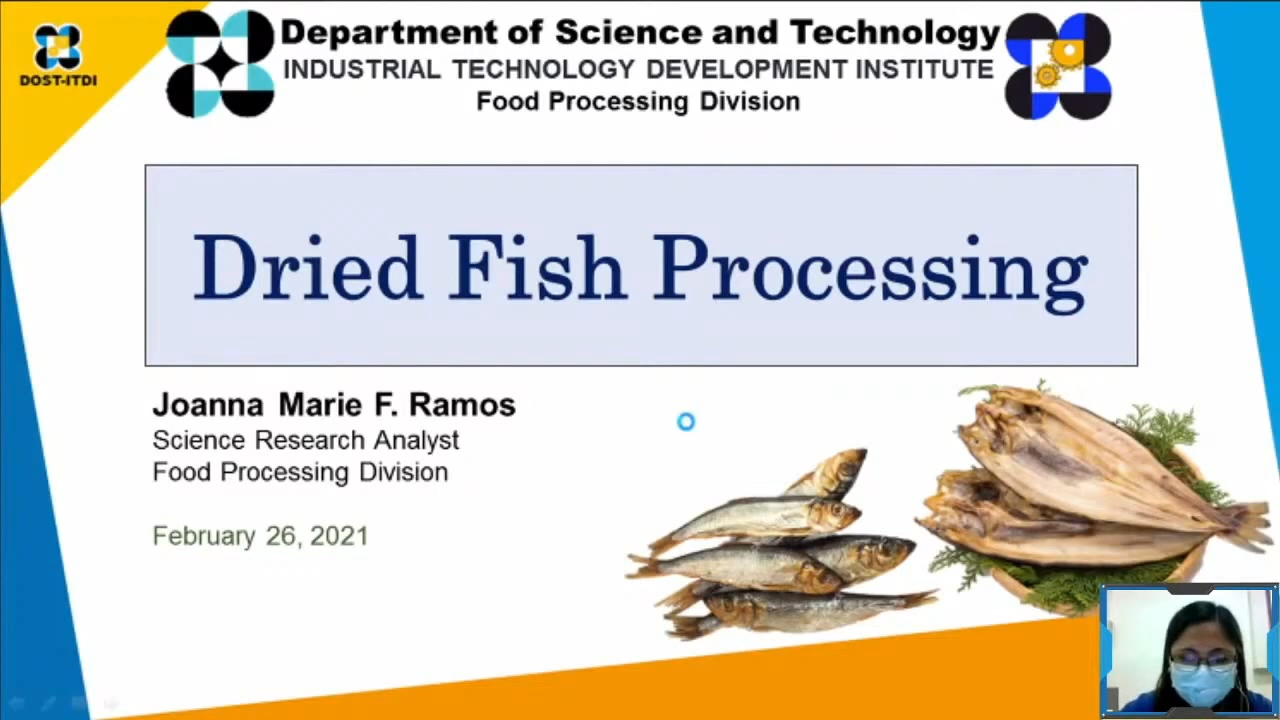 DOST-ITDI
Department of Science and Technology
INDUSTRIAL TECHNOLOGY DEVELOPMENT INSTITUTE
Food Processing Division
Dried Fish Processing
Joanna Marie F. Ramos
Science Research Analyst
Food Processing Division
February 26, 2021